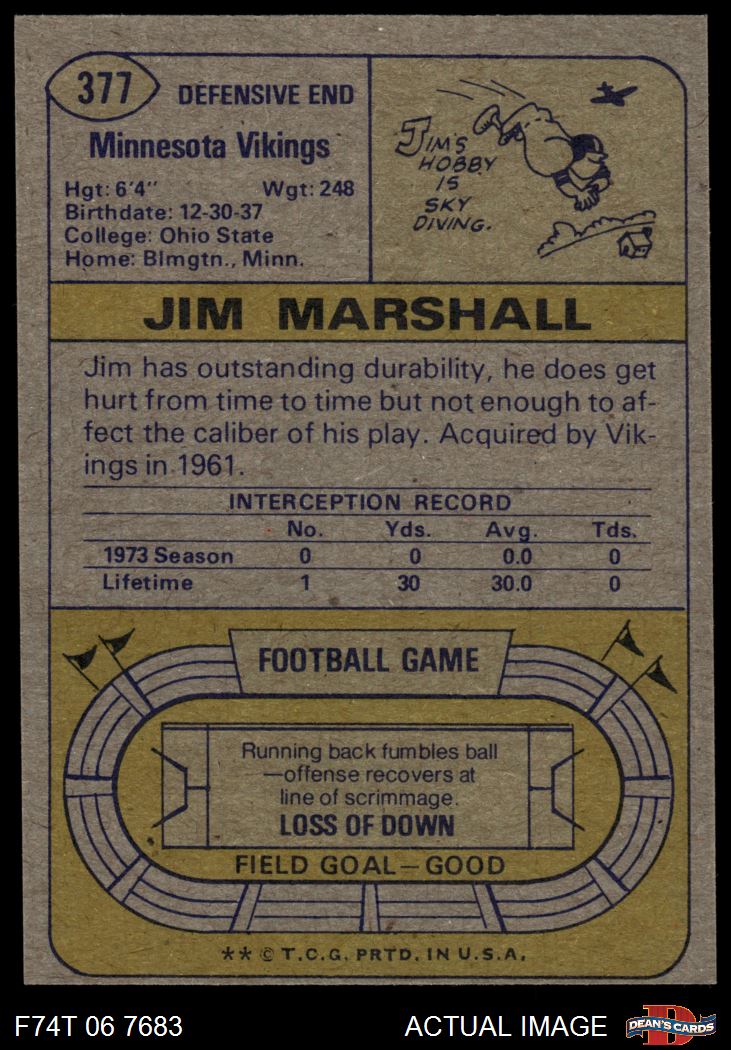 377
DEFENSIVE END
Minnesota Vikings
Hgt: 6'4" Wgt: 248
Birthdate: 12-30-37
College: Ohio State
Home: Blmgtn., Minn.
JIM'S
HOBBY
IS
SKY
DIVING.
JIM MARSHALL
Jim has outstanding durability, he does get
hurt from time to time but not enough to af-
fect the caliber of his play. Acquired by Vik-
ings in 1961.
INTERCEPTION RECORD
No. Yds. Avg. Tds.
1973 Season 0 0 0.0 0
Lifetime 1 30 30.0 0
FOOTBALL GAME
Running back fumbles ball
—offense recovers at
line of scrimmage.
LOSS OF DOWN
FIELD GOAL—GOOD
** © T.C.G. PRTD. IN U.S.A.
F74T 06 7683 ACTUAL IMAGE D DEAN'S CARDS